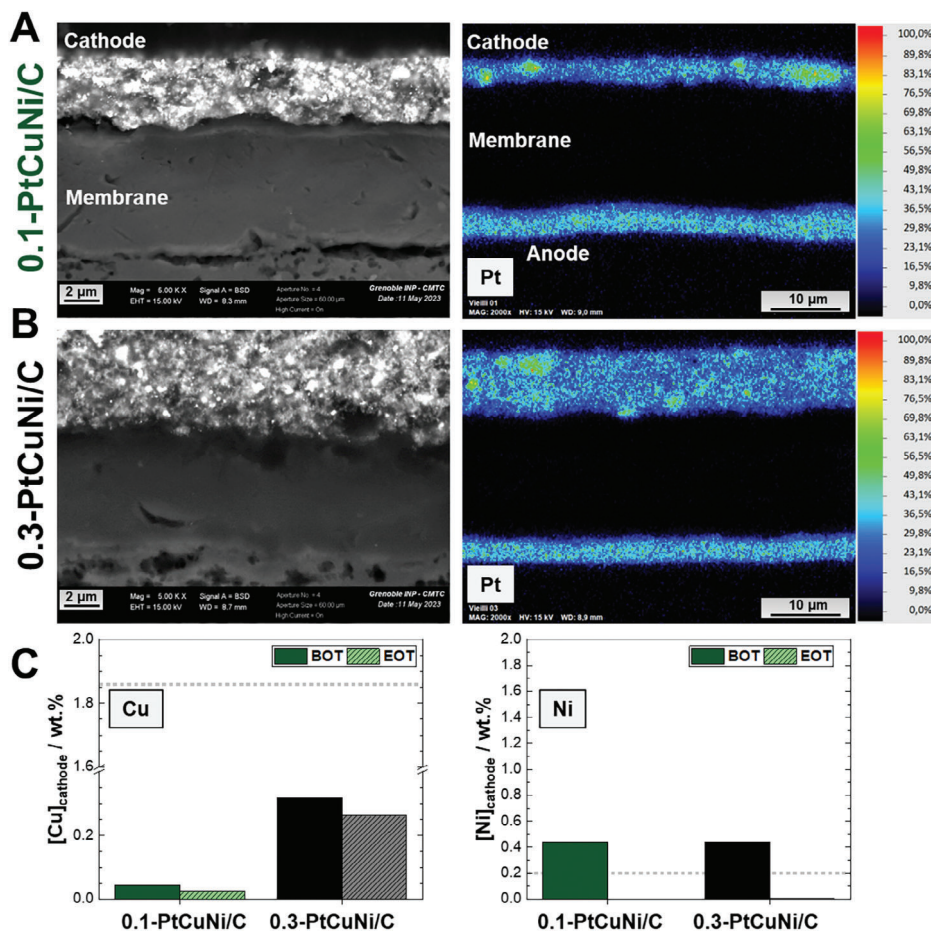 A
0.1-PtCuNi/C
Cathode
Membrane
2 µm
Mag = 5.00 K X
EHT = 15.00 kV
Signal A = BSD
WD = 8.3 mm
Aperture No. = 4
Aperture Size = 60.00 µm
High Current = On
Grenoble INP - CMTC
Date :11 May 2023
Cathode
Membrane
Anode
Pt
Vieilli 01
MAG: 2000x HV: 15 kV WD: 9,0 mm
10 µm
100,0%
89,8%
83,1%
76,5%
69,8%
63,1%
56,5%
49,8%
43,1%
36,5%
29,8%
23,1%
16,5%
9,8%
0,0%
B
0.3-PtCuNi/C
2 µm
Mag = 5.00 K X
EHT = 15.00 kV
Signal A = BSD
WD = 8.7 mm
Aperture No. = 4
Aperture Size = 60.00 µm
High Current = On
Grenoble INP - CMTC
Date :11 May 2023
Pt
Vieilli 03
MAG: 2000x HV: 15 kV WD: 8,9 mm
10 µm
100,0%
89,8%
83,1%
76,5%
69,8%
63,1%
56,5%
49,8%
43,1%
36,5%
29,8%
23,1%
16,5%
9,8%
0,0%
C
[Cu]cathode / wt.%
2.0
1.8
1.6
0.2
0.0
BOT
EOT
Cu
0.1-PtCuNi/C
0.3-PtCuNi/C
[Ni]cathode / wt.%
2.0
1.8
1.6
1.4
1.2
1.0
0.8
0.6
0.4
0.2
0.0
BOT
EOT
Ni
0.1-PtCuNi/C
0.3-PtCuNi/C